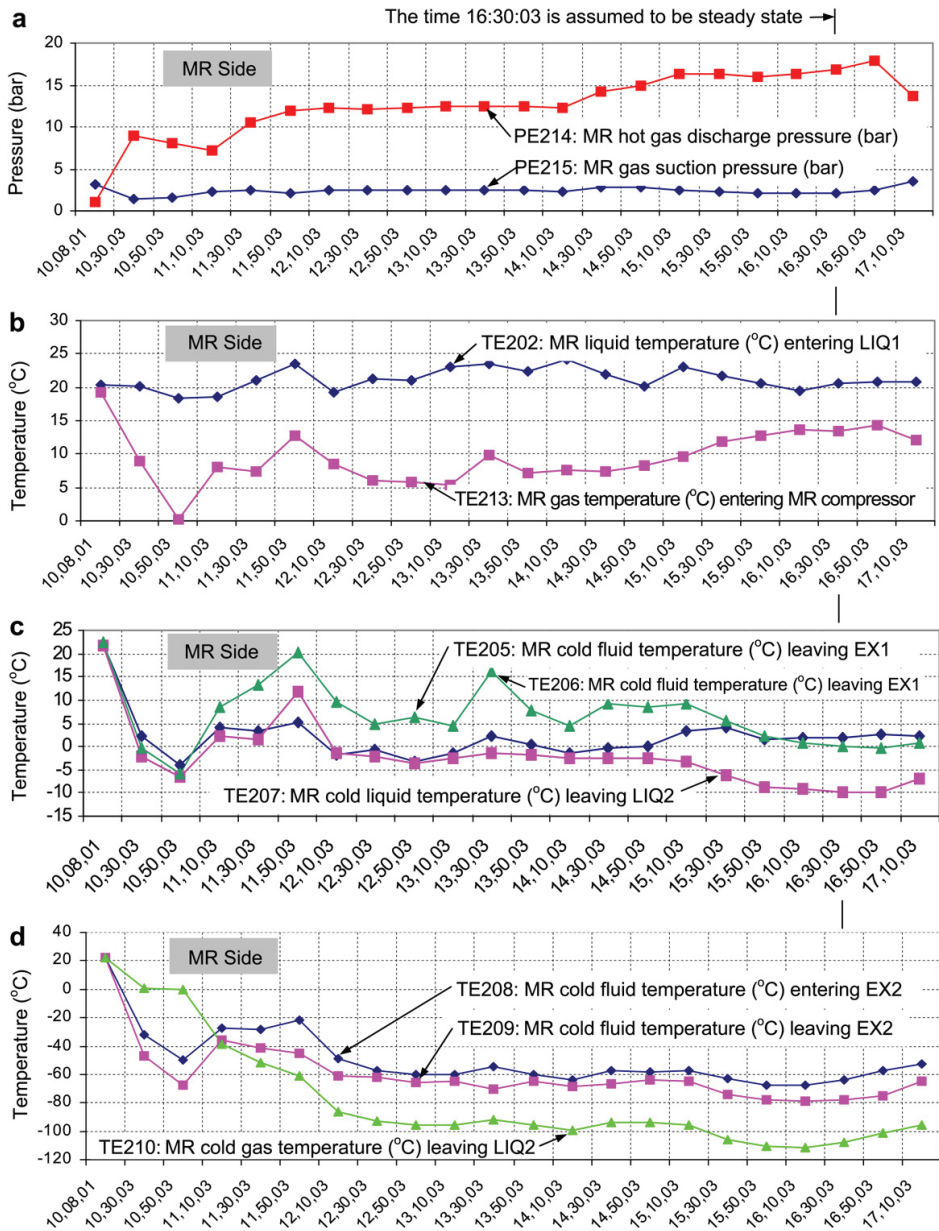 The time 16:30:03 is assumed to be steady state
a
MR Side
Pressure (bar)
20
15
10
5
0
PE214: MR hot gas discharge pressure (bar)
PE215: MR gas suction pressure (bar)
10,08,01 10,30,03 10,50,03 11,10,03 11,30,03 11,50,03 12,10,03 12,30,03 12,50,03 13,10,03 13,30,03 13,50,03 14,10,03 14,30,03 14,50,03 15,10,03 15,30,03 15,50,03 16,10,03 16,30,03 16,50,03 17,10,03
b
MR Side
Temperature (°C)
30
25
20
15
10
5
0
TE202: MR liquid temperature (°C) entering LIQ1
TE213: MR gas temperature (°C) entering MR compressor
10,08,01 10,30,03 10,50,03 11,10,03 11,30,03 11,50,03 12,10,03 12,30,03 12,50,03 13,10,03 13,30,03 13,50,03 14,10,03 14,30,03 14,50,03 15,10,03 15,30,03 15,50,03 16,10,03 16,30,03 16,50,03 17,10,03
c
MR Side
Temperature (°C)
25
20
15
10
5
0
-5
-10
-15
TE205: MR cold fluid temperature (°C) leaving EX1
TE206: MR cold fluid temperature (°C) leaving EX1
TE207: MR cold liquid temperature (°C) leaving LIQ2
10,08,01 10,30,03 10,50,03 11,10,03 11,30,03 11,50,03 12,10,03 12,30,03 12,50,03 13,10,03 13,30,03 13,50,03 14,10,03 14,30,03 14,50,03 15,10,03 15,30,03 15,50,03 16,10,03 16,30,03 16,50,03 17,10,03
d
MR Side
Temperature (°C)
40
20
0
-20
-40
-60
-80
-100
-120
TE208: MR cold fluid temperature (°C) entering EX2
TE209: MR cold fluid temperature (°C) leaving EX2
TE210: MR cold gas temperature (°C) leaving LIQ2
10,08,01 10,30,03 10,50,03 11,10,03 11,30,03 11,50,03 12,10,03 12,30,03 12,50,03 13,10,03 13,30,03 13,50,03 14,10,03 14,30,03 14,50,03 15,10,03 15,30,03 15,50,03 16,10,03 16,30,03 16,50,03 17,10,03